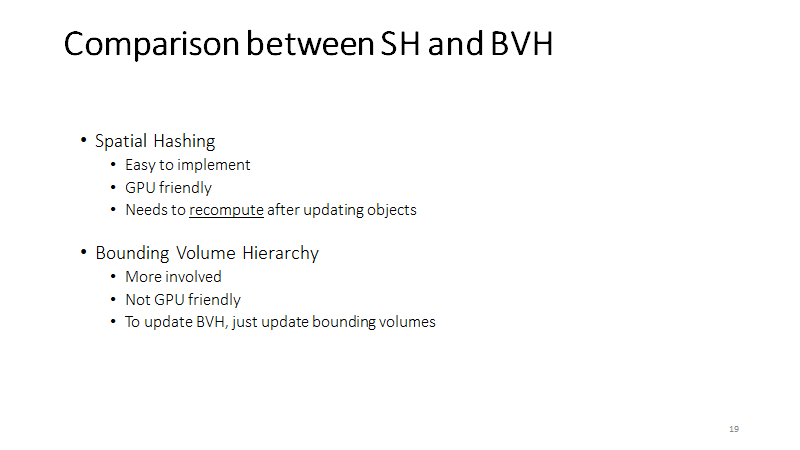 Comparison between SH and BVH
• Spatial Hashing
• Easy to implement
• GPU friendly
• Needs to recompute after updating objects
• Bounding Volume Hierarchy
• More involved
• Not GPU friendly
• To update BVH, just update bounding volumes
19